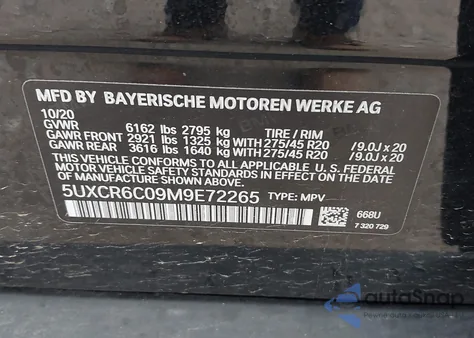 MFD BY BAYERISCHE MOTOREN WERKE AG
10/20
GVWR 6162 lbs 2795 kg TIRE / RIM
GAWR FRONT 2921 lbs 1325 kg WITH 275/45 R20 /9.0J x 20
GAWR REAR 3616 lbs 1640 kg WITH 275/45 R20 /9.0J x 20
THIS VEHICLE CONFORMS TO ALL APPLICABLE U.S. FEDERAL
MOTOR VEHICLE SAFETY STANDARDS IN EFFECT ON THE DATE
OF MANUFACTURE SHOWN ABOVE.
5UXCR6C09M9E72265 TYPE: MPV
668U
7 320 729
autoSnap